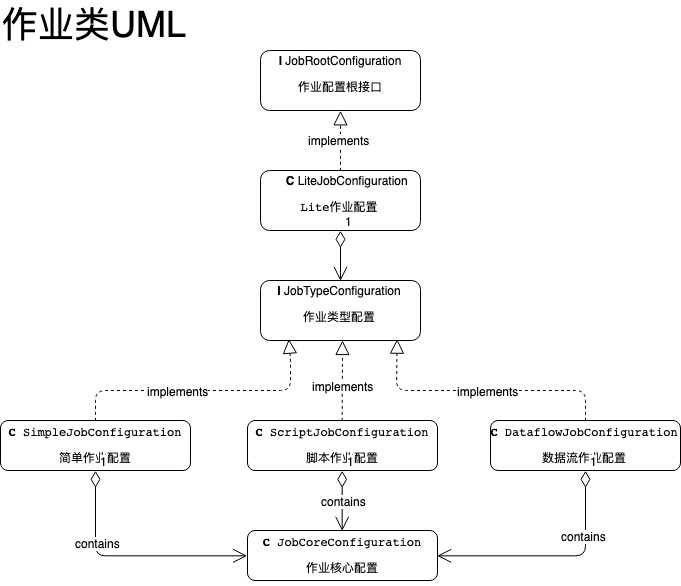 作业类UML
I JobRootConfiguration
作业配置根接口
implements
C LiteJobConfiguration
Lite作业配置
1
I JobTypeConfiguration
作业类型配置
implements
implements
implements
C SimpleJobConfiguration
简单作业配置
1
C ScriptJobConfiguration
脚本作业配置
1
C DataflowJobConfiguration
数据流作业配置
1
contains
contains
contains
C JobCoreConfiguration
作业核心配置